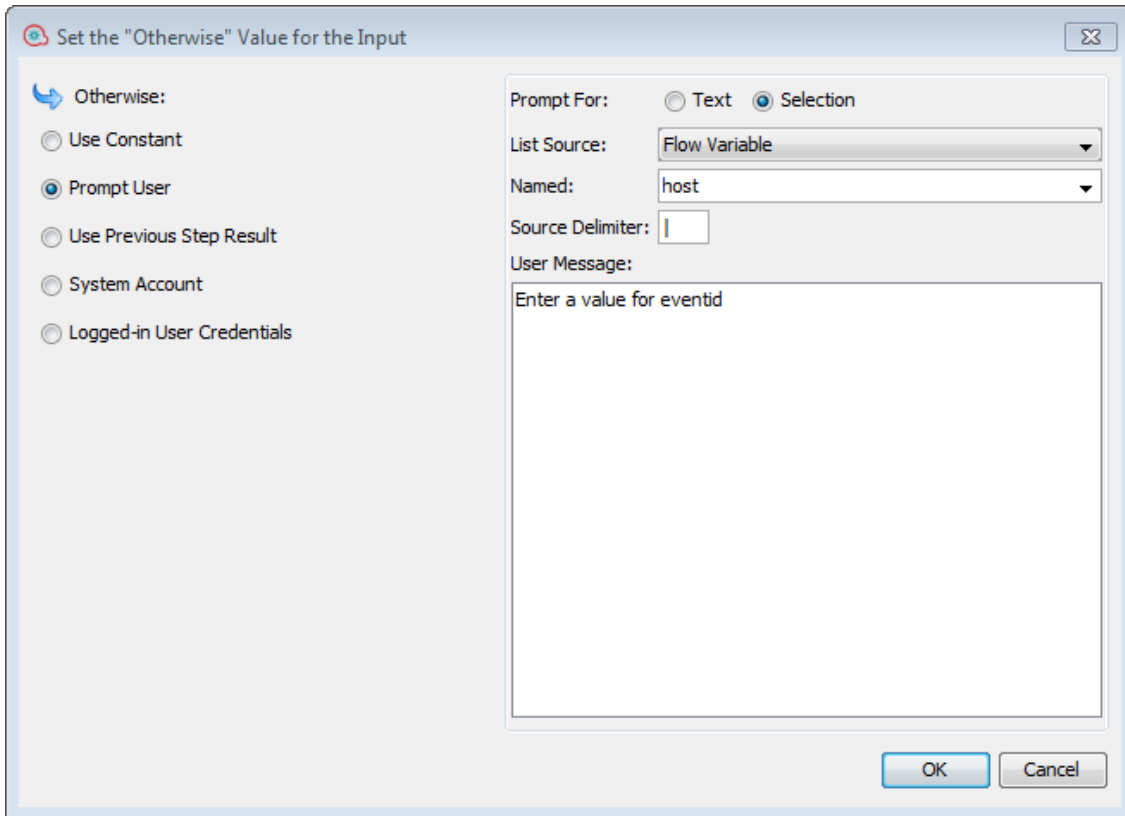 Set the "Otherwise" Value for the Input
Otherwise:
Use Constant
Prompt User
Use Previous Step Result
System Account
Logged-in User Credentials
Prompt For: Text Selection
List Source: Flow Variable
Named: host
Source Delimiter: |
User Message:
Enter a value for eventid
OK Cancel